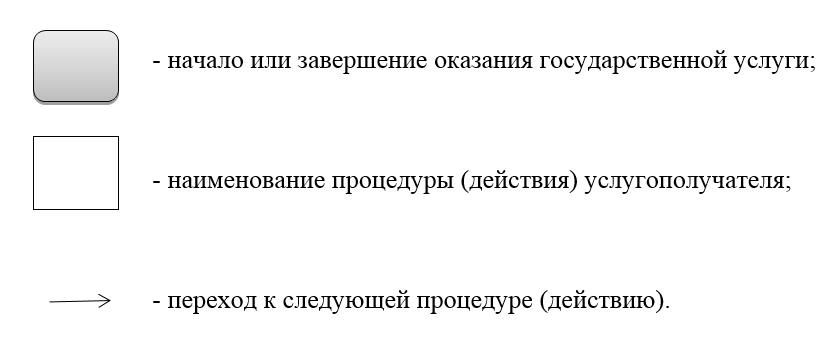 - начало или завершение оказания государственной услуги;
- наименование процедуры (действия) услугополучателя;
- переход к следующей процедуре (действию).